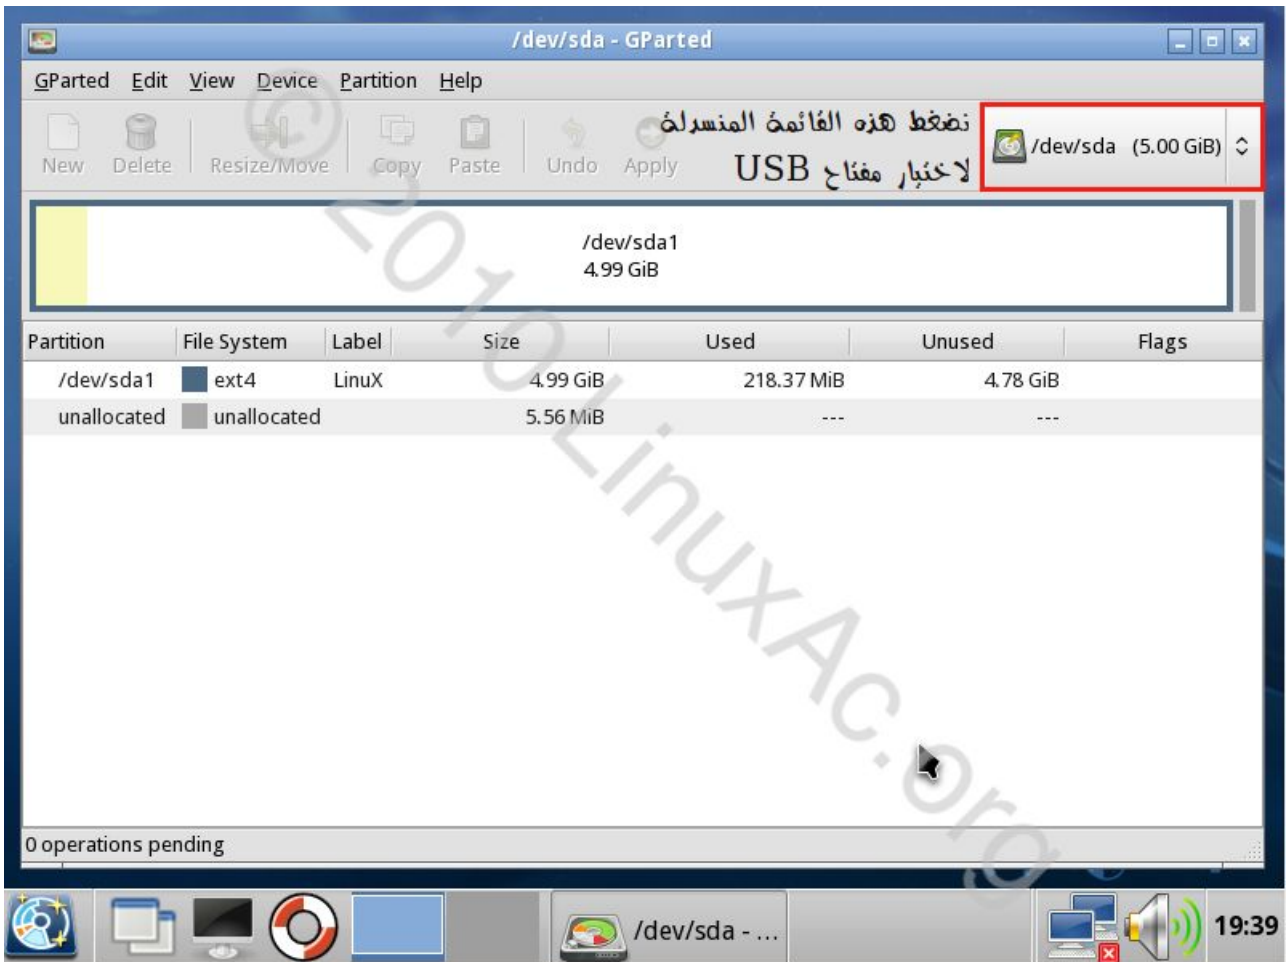 /dev/sda - GParted
GParted Edit View Device Partition Help
New Delete Resize/Move Copy Paste Undo Apply
نضغط هذه القائمة المنسدلة
لاختيار مفتاح USB
/dev/sda (5.00 GiB)
/dev/sda1
4.99 GiB
Partition File System Label Size Used Unused Flags
/dev/sda1 ext4 LinuX 4.99 GiB 218.37 MiB 4.78 GiB
unallocated unallocated 5.56 MiB --- ---
© 2010 LinuxAc.org
0 operations pending
/dev/sda - ...
19:39